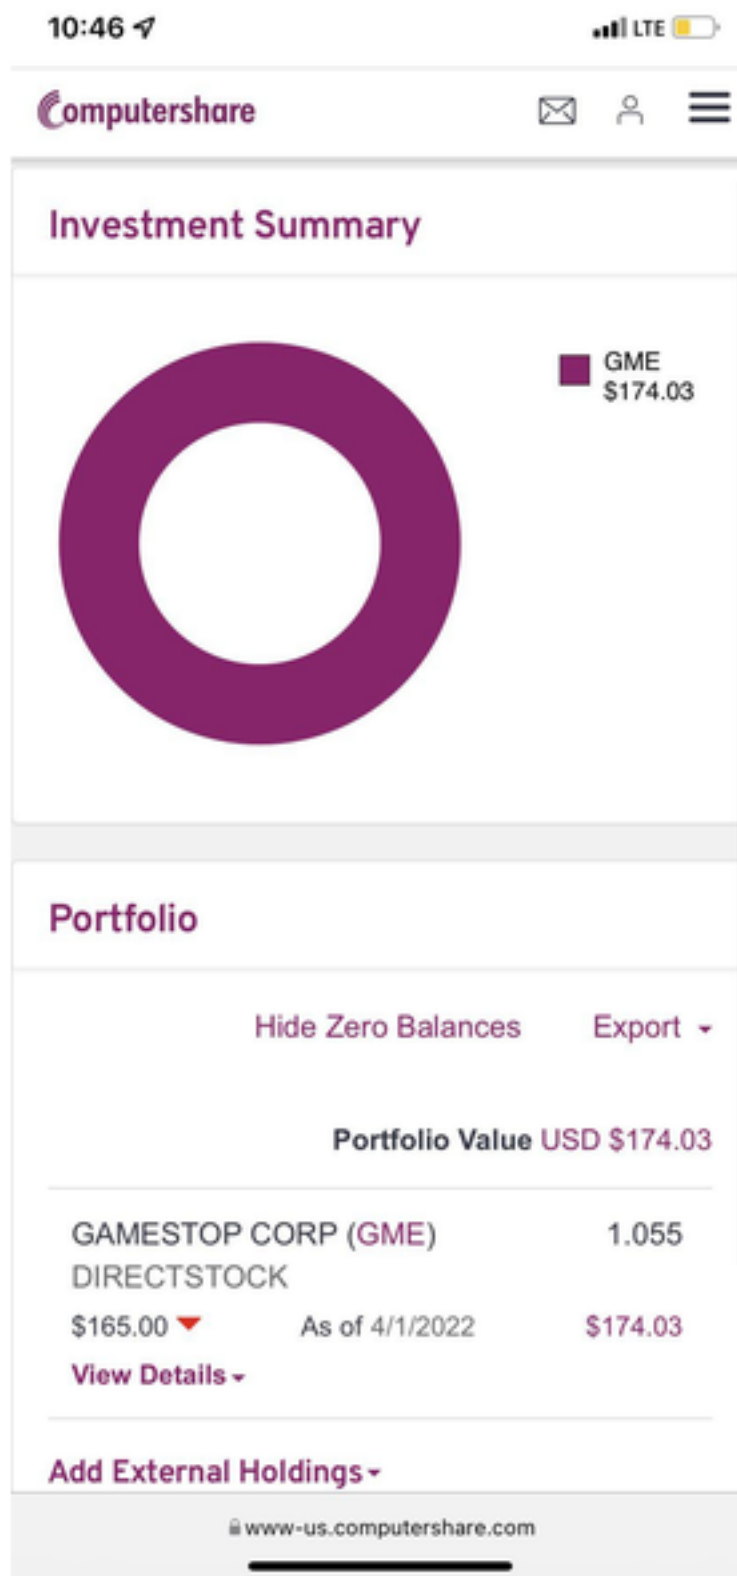 10:46
LTE
Computershare
Investment Summary
GME
$174.03
Portfolio
Hide Zero Balances Export
Portfolio Value USD $174.03
GAMESTOP CORP (GME) 1.055
DIRECTSTOCK
$165.00 As of 4/1/2022 $174.03
View Details
Add External Holdings
www-us.computershare.com